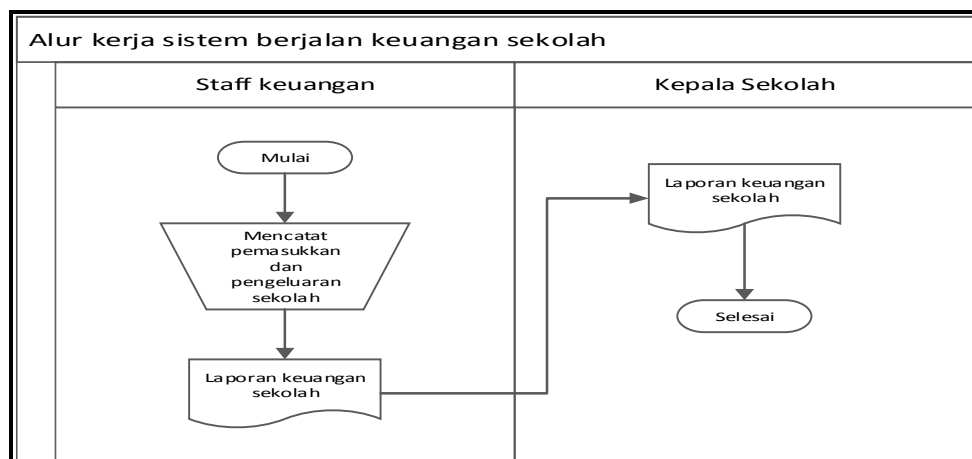 Alur kerja sistem berjalan keuangan sekolah
Staff keuangan
Kepala Sekolah
Mulai
Mencatat
pemasukkan
dan
pengeluaran
sekolah
Laporan keuangan
sekolah
Laporan keuangan
sekolah
Selesai